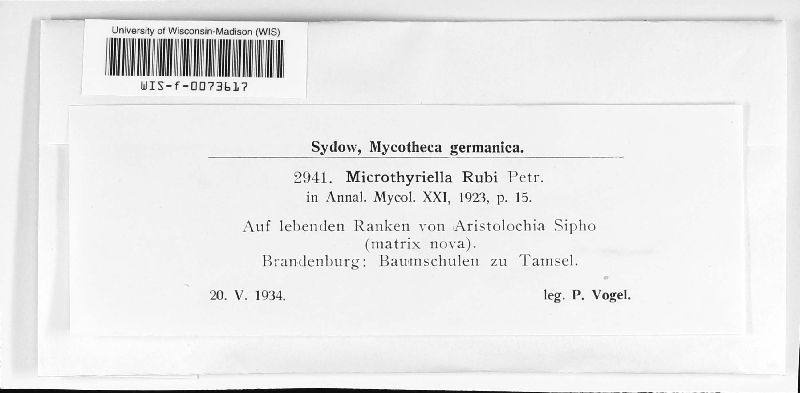 University of Wisconsin-Madison (WIS)
WIS-f-0073617
Sydow, Mycotheca germanica.
2941. Microthyriella Rubi Petr.
in Annal. Mycol. XXI, 1923, p. 15.
Auf lebenden Ranken von Aristolochia Sipho
(matrix nova).
Brandenburg: Baumschulen zu Tamsel.
20. V. 1934. leg. P. Vogel.